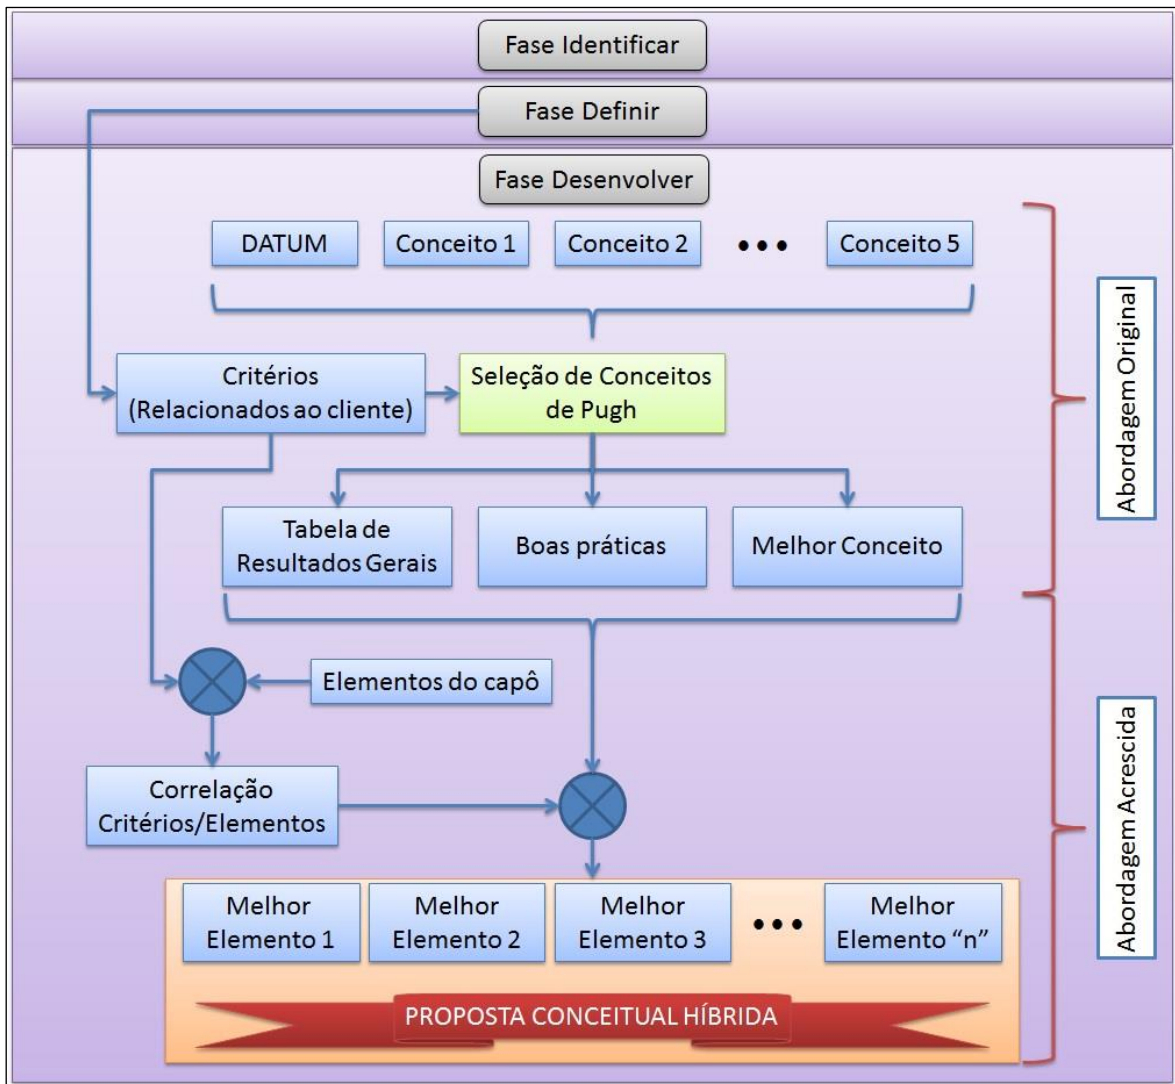 Fase Identificar
Fase Definir
Fase Desenvolver
DATUM
Conceito 1
Conceito 2
•••
Conceito 5
Abordagem Original
Critérios
(Relacionados ao cliente)
Seleção de Conceitos
de Pugh
Tabela de
Resultados Gerais
Boas práticas
Melhor Conceito
Elementos do capô
Abordagem Acrescida
Correlação
Critérios/Elementos
Melhor
Elemento 1
Melhor
Elemento 2
Melhor
Elemento 3
•••
Melhor
Elemento “n”
PROPOSTA CONCEITUAL HÍBRIDA